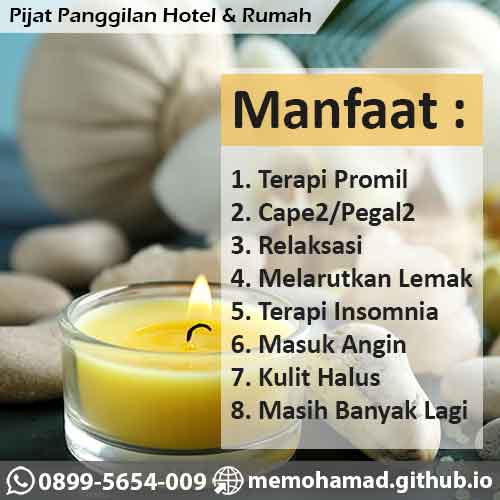 Pijat Panggilan Hotel & Rumah
Manfaat :
1. Terapi Promil
2. Cape2/Pegal2
3. Relaksasi
4. Melarutkan Lemak
5. Terapi Insomnia
6. Masuk Angin
7. Kulit Halus
8. Masih Banyak Lagi
0899-5654-009 memohamad.github.io